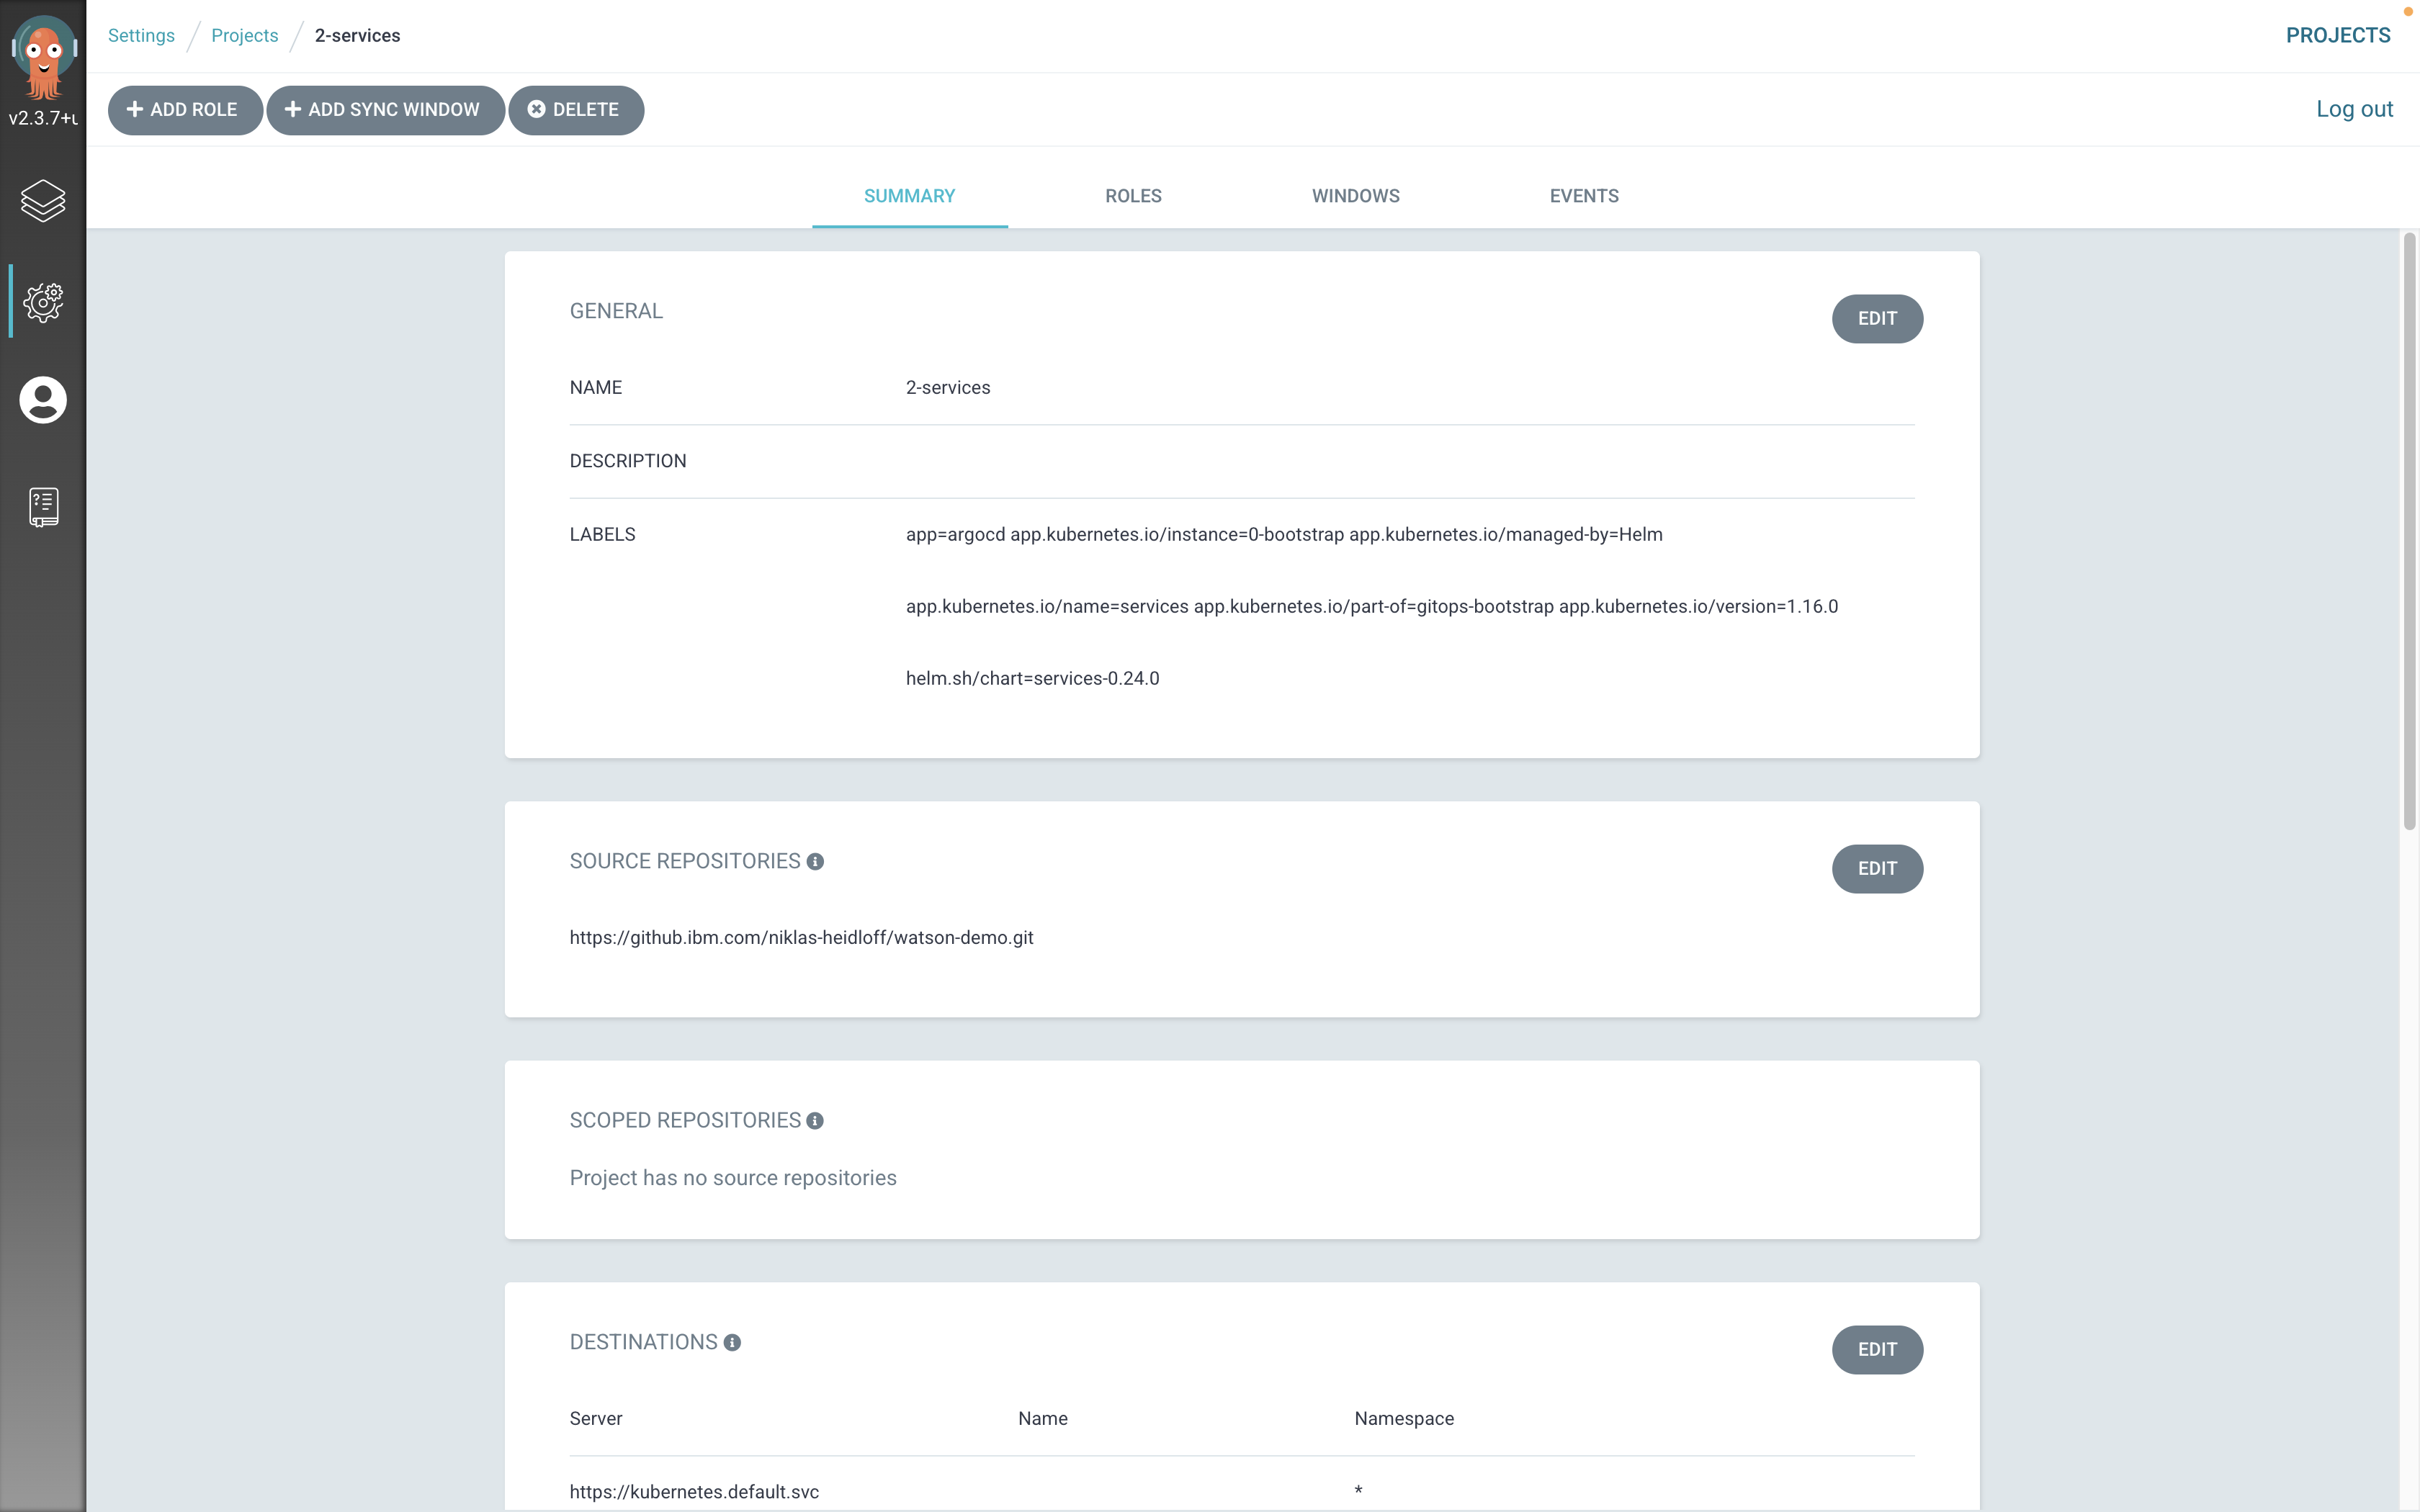 Settings / Projects / 2-services
PROJECTS
v2.3.7+u
ADD ROLE
ADD SYNC WINDOW
DELETE
Log out
SUMMARY ROLES WINDOWS EVENTS
GENERAL
EDIT
NAME 2-services
DESCRIPTION
LABELS app=argocd app.kubernetes.io/instance=0-bootstrap app.kubernetes.io/managed-by=Helm
app.kubernetes.io/name=services app.kubernetes.io/part-of=gitops-bootstrap app.kubernetes.io/version=1.16.0
helm.sh/chart=services-0.24.0
SOURCE REPOSITORIES
EDIT
https://github.ibm.com/niklas-heidloff/watson-demo.git
SCOPED REPOSITORIES
Project has no source repositories
DESTINATIONS
EDIT
Server Name Namespace
https://kubernetes.default.svc *